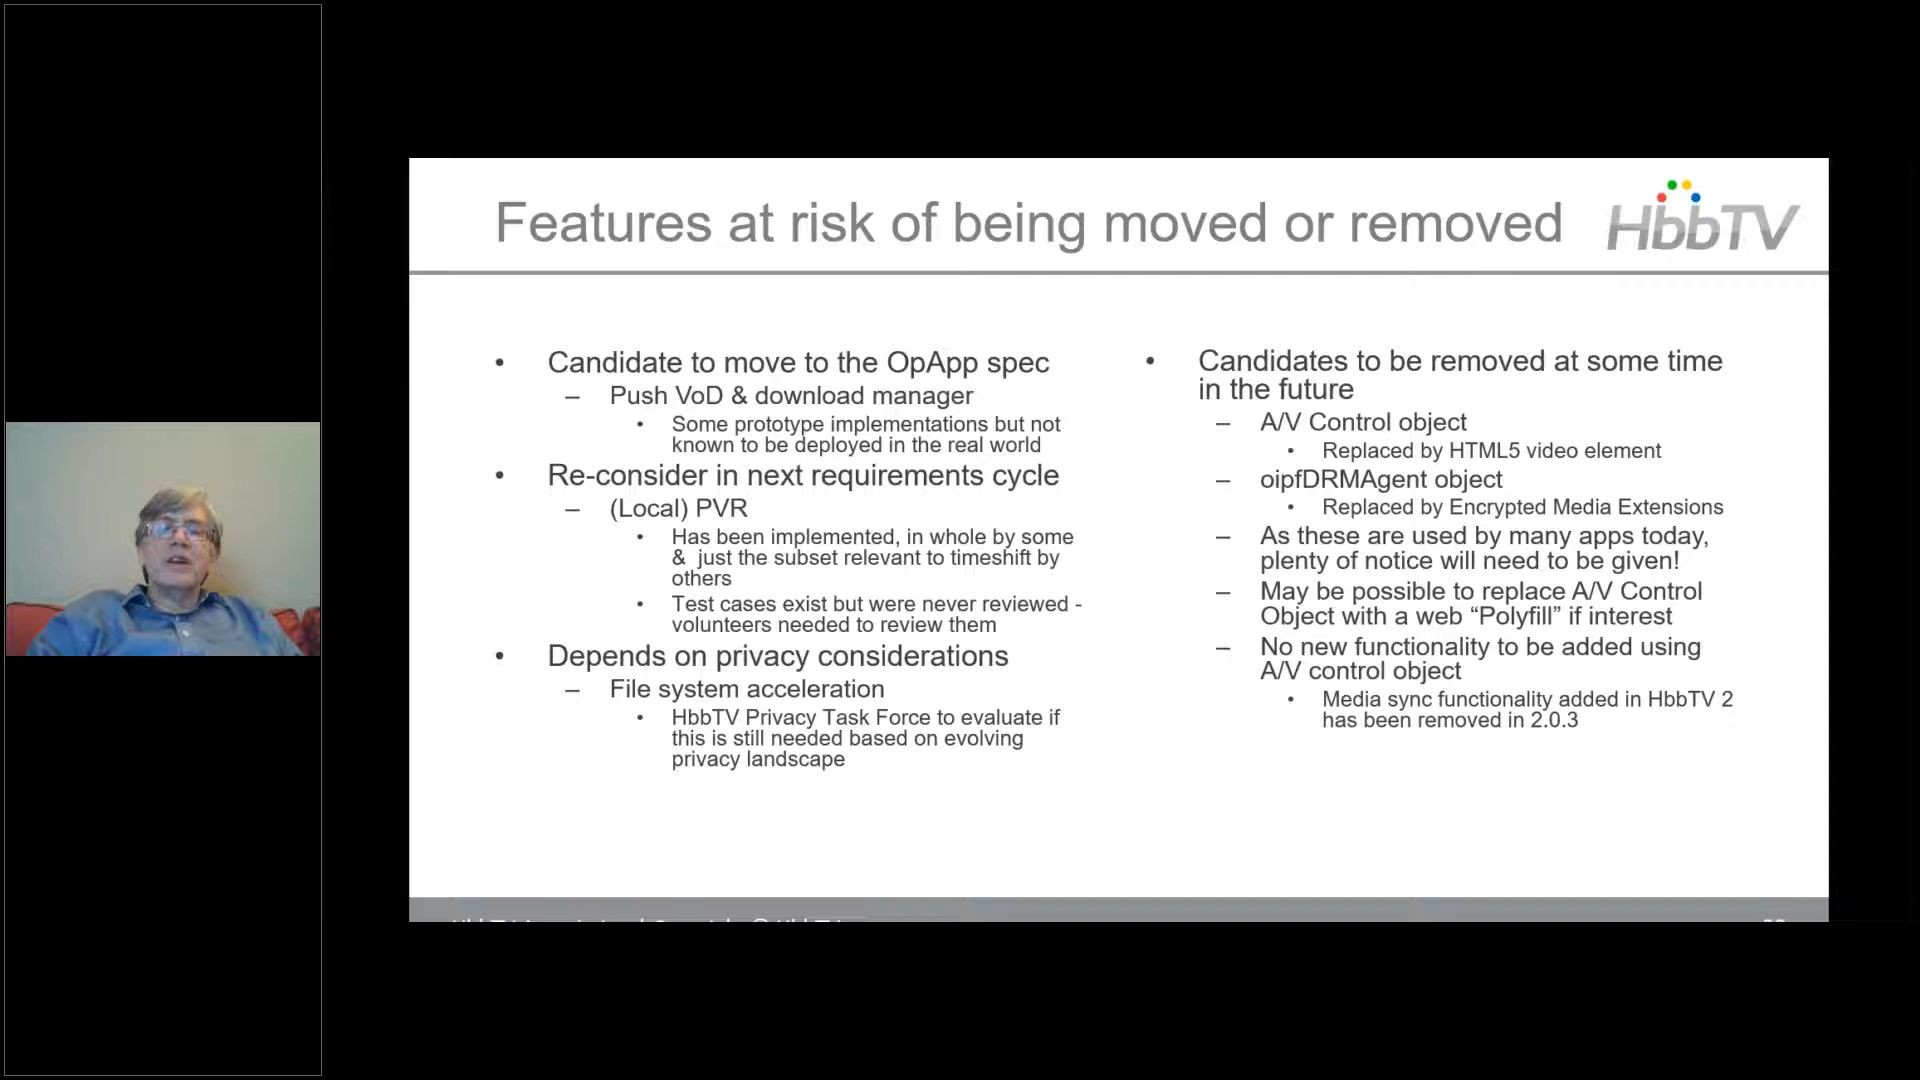 Features at risk of being moved or removed
HbbTV
• Candidate to move to the OpApp spec
– Push VoD & download manager
• Some prototype implementations but not
known to be deployed in the real world
• Re-consider in next requirements cycle
– (Local) PVR
• Has been implemented, in whole by some
& just the subset relevant to timeshift by
others
• Test cases exist but were never reviewed -
volunteers needed to review them
• Depends on privacy considerations
– File system acceleration
• HbbTV Privacy Task Force to evaluate if
this is still needed based on evolving
privacy landscape
• Candidates to be removed at some time
in the future
– A/V Control object
• Replaced by HTML5 video element
– oipfDRMAgent object
• Replaced by Encrypted Media Extensions
– As these are used by many apps today,
plenty of notice will need to be given!
– May be possible to replace A/V Control
Object with a web “Polyfill” if interest
– No new functionality to be added using
A/V control object
• Media sync functionality added in HbbTV 2
has been removed in 2.0.3